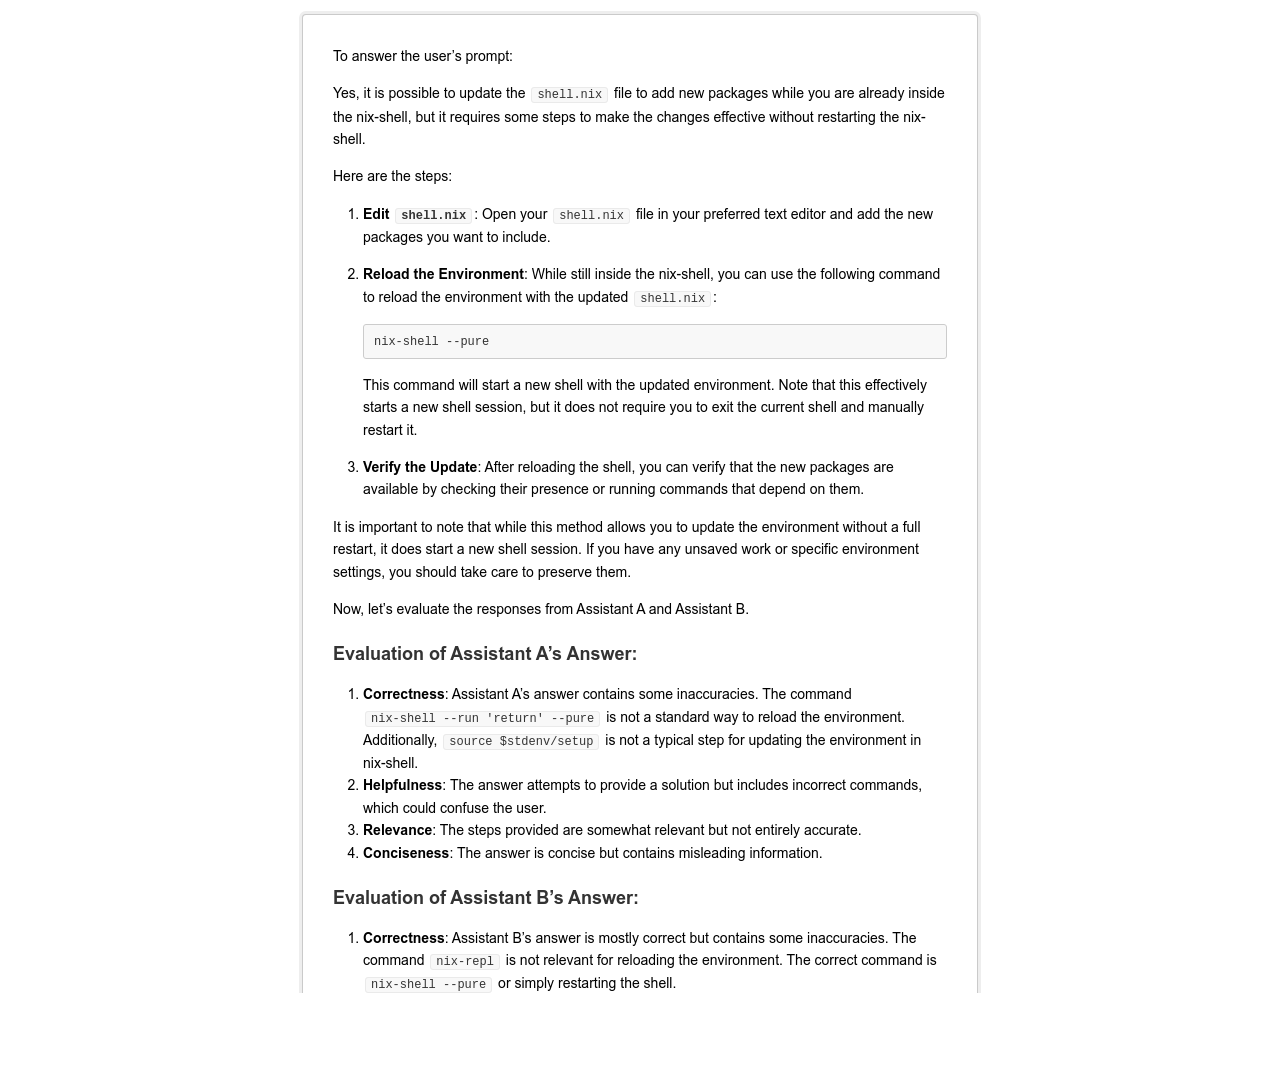 To answer the user’s prompt:
Yes, it is possible to update the shell.nix file to add new packages while you are already inside
the nix-shell, but it requires some steps to make the changes effective without restarting the nix-
shell.
Here are the steps:
1. Edit shell.nix: Open your shell.nix file in your preferred text editor and add the new
packages you want to include.
2. Reload the Environment: While still inside the nix-shell, you can use the following command
to reload the environment with the updated shell.nix:
nix-shell --pure
This command will start a new shell with the updated environment. Note that this effectively
starts a new shell session, but it does not require you to exit the current shell and manually
restart it.
3. Verify the Update: After reloading the shell, you can verify that the new packages are
available by checking their presence or running commands that depend on them.
It is important to note that while this method allows you to update the environment without a full
restart, it does start a new shell session. If you have any unsaved work or specific environment
settings, you should take care to preserve them.
Now, let’s evaluate the responses from Assistant A and Assistant B.
Evaluation of Assistant A’s Answer:
1. Correctness: Assistant A’s answer contains some inaccuracies. The command
nix-shell --run 'return' --pure is not a standard way to reload the environment.
Additionally, source $stdenv/setup is not a typical step for updating the environment in
nix-shell.
2. Helpfulness: The answer attempts to provide a solution but includes incorrect commands,
which could confuse the user.
3. Relevance: The steps provided are somewhat relevant but not entirely accurate.
4. Conciseness: The answer is concise but contains misleading information.
Evaluation of Assistant B’s Answer:
1. Correctness: Assistant B’s answer is mostly correct but contains some inaccuracies. The
command nix-repl is not relevant for reloading the environment. The correct command is
nix-shell --pure or simply restarting the shell.